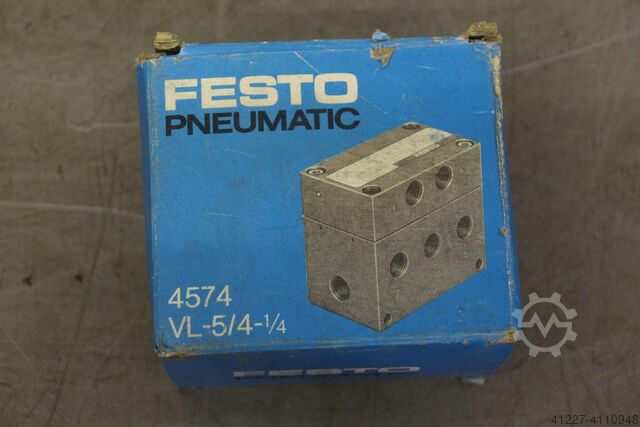 FESTO
PNEUMATIC
4574
VL-5/4-1/4
FESTO
41227-4110948